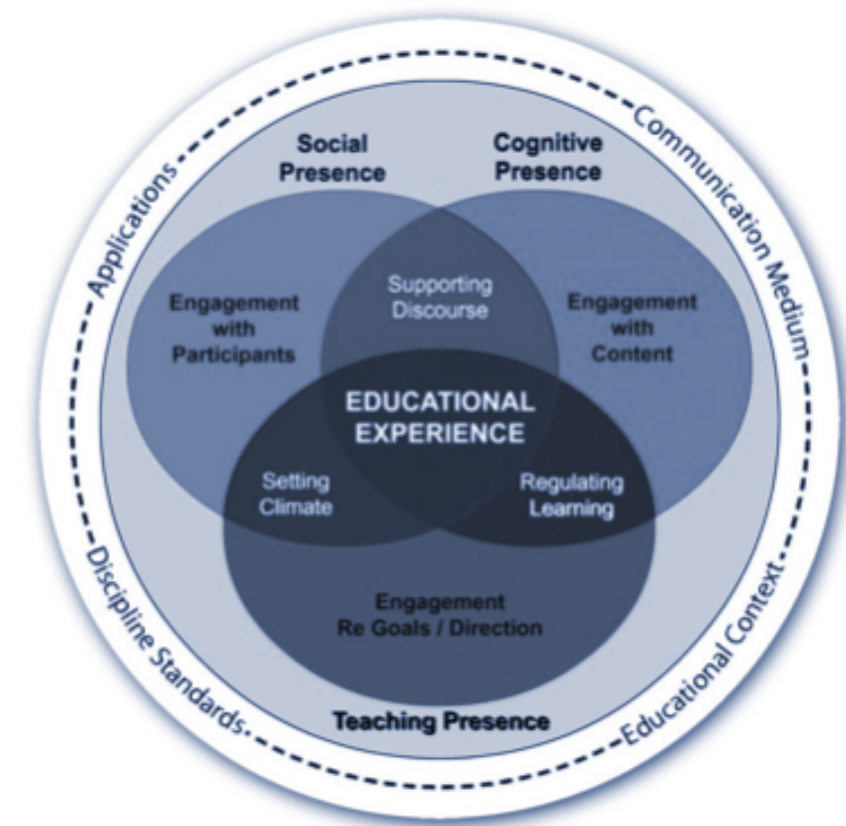 Social
Presence
Cognitive
Presence
Applications
Communication Medium
Supporting
Discourse
Engagement
with
Participants
Engagement
with
Content
EDUCATIONAL
EXPERIENCE
Setting
Climate
Regulating
Learning
Engagement
Re Goals / Direction
Teaching Presence
Discipline Standards
Educational Context